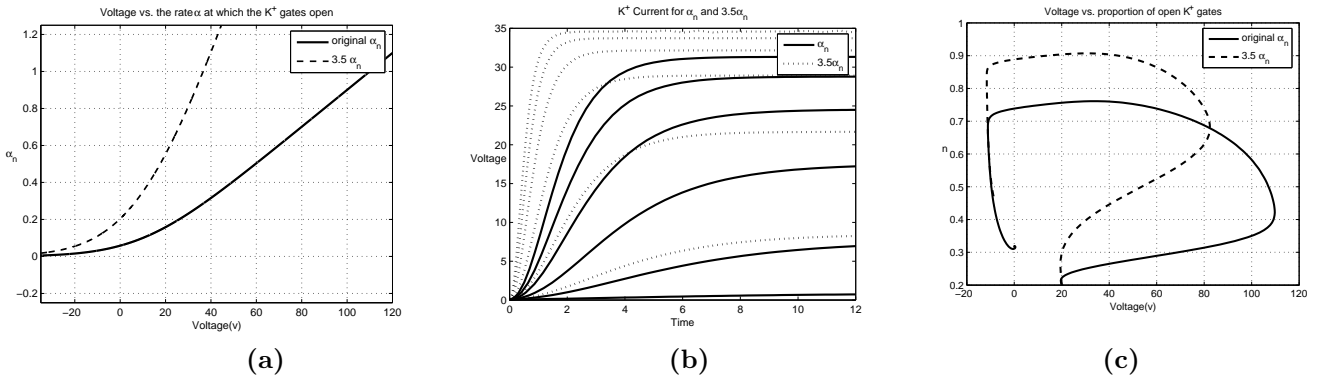 Voltage vs. the rate α at which the K⁺ gates open
1.2
1
0.8
0.6
0.4
0.2
0
−0.2
αₙ
−20
0
20
40
60
80
100
120
Voltage(v)
original αₙ
3.5 αₙ
(a)
K⁺ Current for αₙ and 3.5αₙ
35
30
25
20
15
10
5
0
Voltage
0
2
4
6
8
10
12
Time
αₙ
3.5αₙ
(b)
Voltage vs. proportion of open K⁺ gates
1
0.9
0.8
0.7
0.6
0.5
0.4
0.3
0.2
n
−20
0
20
40
60
80
100
120
Voltage(v)
original αₙ
3.5 αₙ
(c)